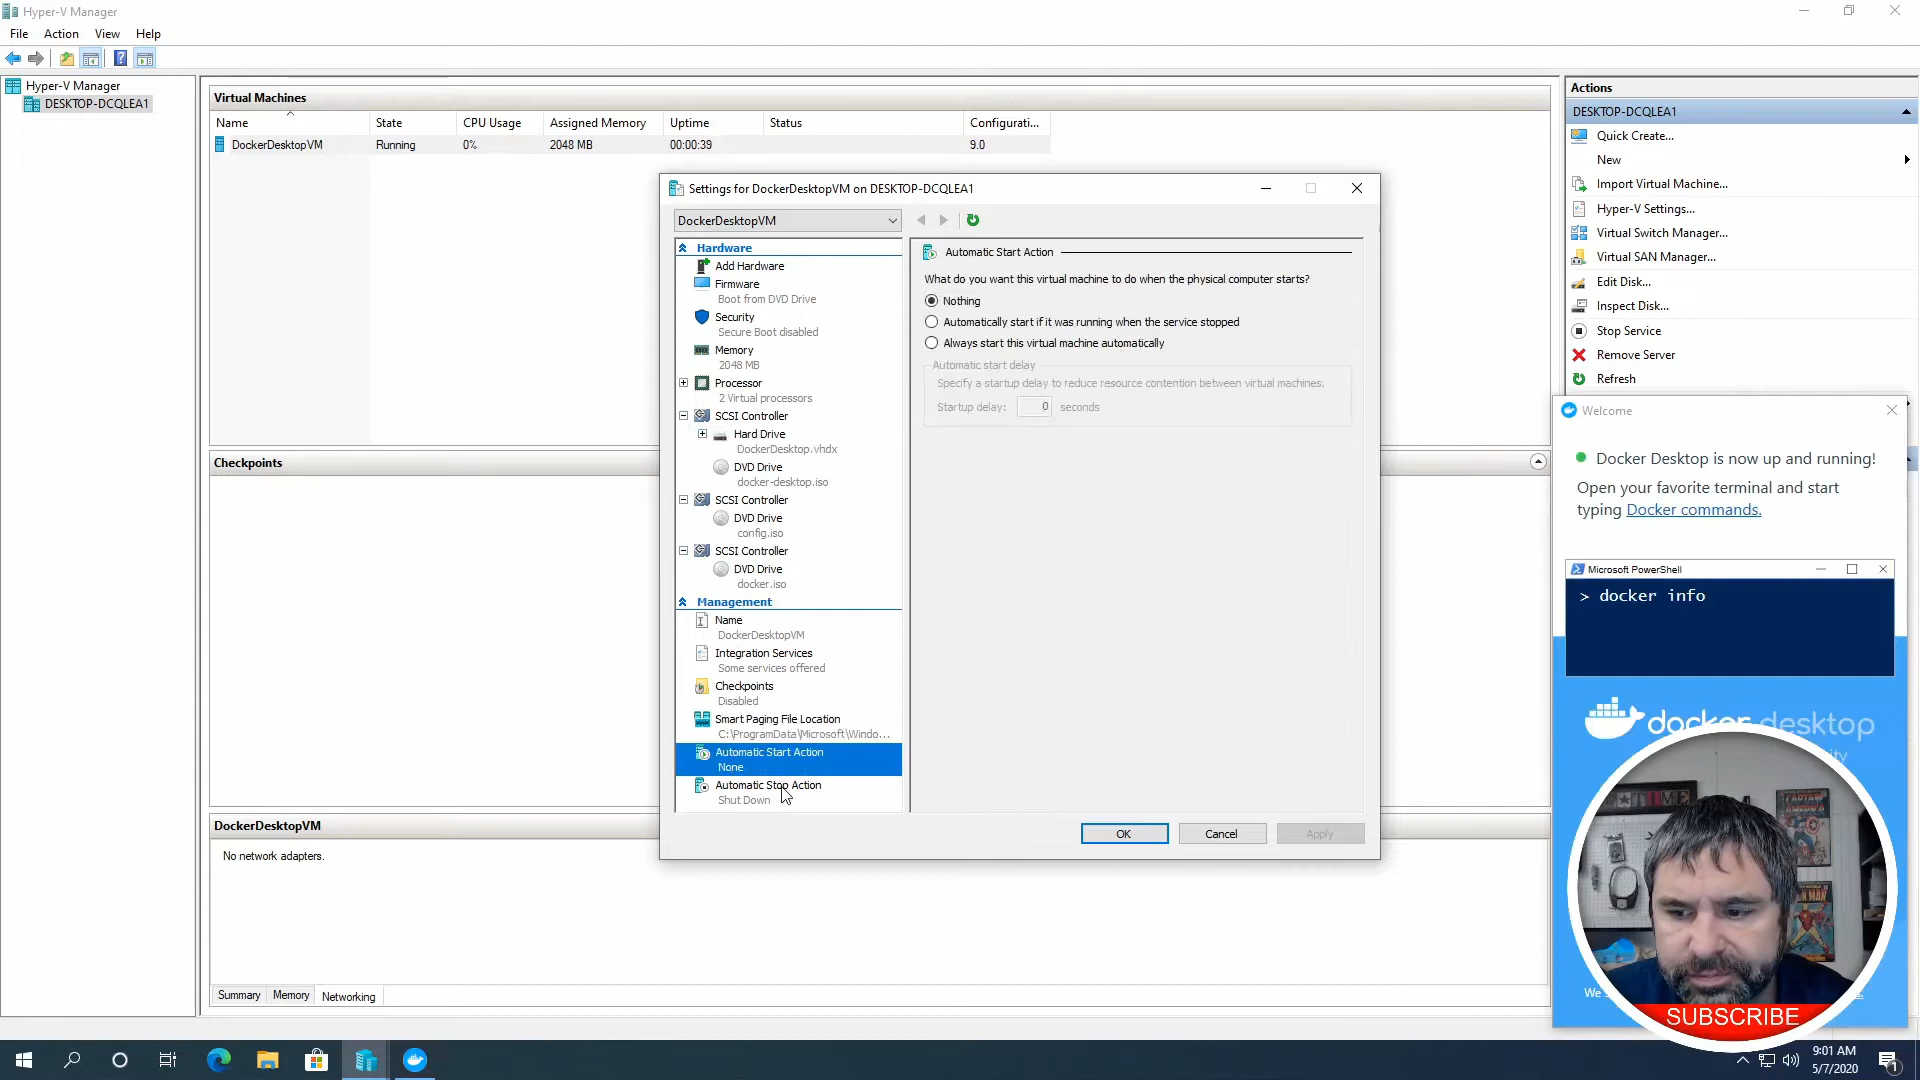 Hyper-V Manager
File Action View Help
Hyper-V Manager
DESKTOP-DCQLEA1
Virtual Machines
Name State CPU Usage Assigned Memory Uptime Status Configurati...
DockerDesktopVM Running 0% 2048 MB 00:00:39 9.0
Checkpoints
DockerDesktopVM
No network adapters.
Summary Memory Networking
Settings for DockerDesktopVM on DESKTOP-DCQLEA1
DockerDesktopVM
Hardware
Add Hardware
Firmware
Boot from DVD Drive
Security
Secure Boot disabled
Memory
2048 MB
Processor
2 Virtual processors
SCSI Controller
Hard Drive
DockerDesktop.vhdx
DVD Drive
docker-desktop.iso
SCSI Controller
DVD Drive
config.iso
SCSI Controller
DVD Drive
docker.iso
Management
Name
DockerDesktopVM
Integration Services
Some services offered
Checkpoints
Disabled
Smart Paging File Location
C:\ProgramData\Microsoft\Windo...
Automatic Start Action
None
Automatic Stop Action
Shut Down
Automatic Start Action
What do you want this virtual machine to do when the physical computer starts?
Nothing
Automatically start if it was running when the service stopped
Always start this virtual machine automatically
Automatic start delay
Specify a startup delay to reduce resource contention between virtual machines.
Startup delay: 0 seconds
OK Cancel Apply
Actions
DESKTOP-DCQLEA1
Quick Create...
New
Import Virtual Machine...
Hyper-V Settings...
Virtual Switch Manager...
Virtual SAN Manager...
Edit Disk...
Inspect Disk...
Stop Service
Remove Server
Refresh
Welcome
Docker Desktop is now up and running!
Open your favorite terminal and start
typing Docker commands.
Microsoft PowerShell
> docker info
docker desktop
IRON MAN
We
SUBSCRIBE
9:01 AM
5/7/2020
1